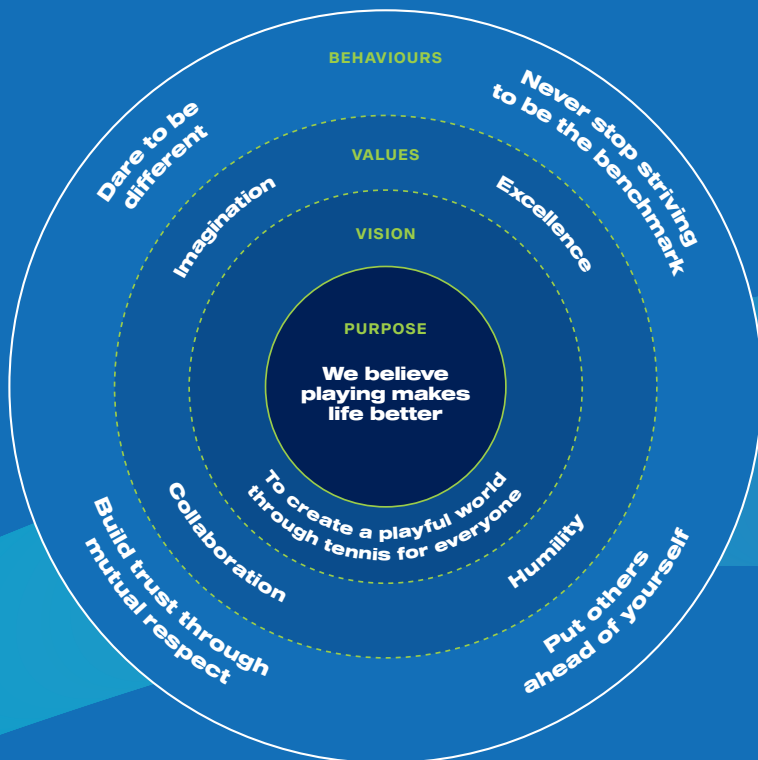 BEHAVIOURS
Dare to be
different
Never stop striving
to be the benchmark
VALUES
Imagination
Excellence
VISION
PURPOSE
We believe
playing makes
life better
To create a playful world
through tennis for everyone
Collaboration
Humility
Build trust through
mutual respect
Put others
ahead of yourself